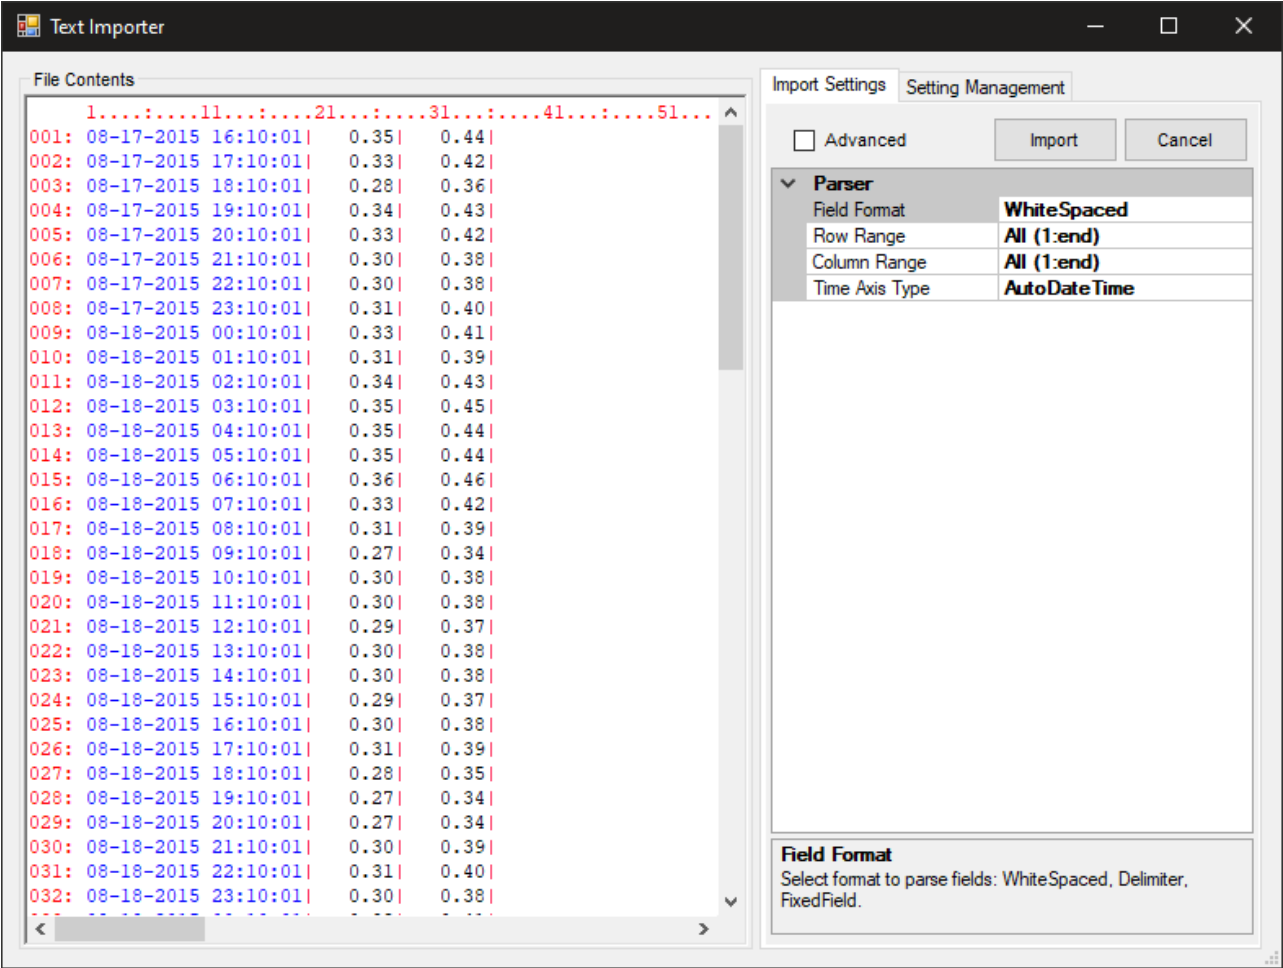 Text Importer
File Contents
1....:....11...:....21...:....31...:....41...:....51...
001: 08-17-2015 16:10:01|    0.35|    0.44|
002: 08-17-2015 17:10:01|    0.33|    0.42|
003: 08-17-2015 18:10:01|    0.28|    0.36|
004: 08-17-2015 19:10:01|    0.34|    0.43|
005: 08-17-2015 20:10:01|    0.33|    0.42|
006: 08-17-2015 21:10:01|    0.30|    0.38|
007: 08-17-2015 22:10:01|    0.30|    0.38|
008: 08-17-2015 23:10:01|    0.31|    0.40|
009: 08-18-2015 00:10:01|    0.33|    0.41|
010: 08-18-2015 01:10:01|    0.31|    0.39|
011: 08-18-2015 02:10:01|    0.34|    0.43|
012: 08-18-2015 03:10:01|    0.35|    0.45|
013: 08-18-2015 04:10:01|    0.35|    0.44|
014: 08-18-2015 05:10:01|    0.35|    0.44|
015: 08-18-2015 06:10:01|    0.36|    0.46|
016: 08-18-2015 07:10:01|    0.33|    0.42|
017: 08-18-2015 08:10:01|    0.31|    0.39|
018: 08-18-2015 09:10:01|    0.27|    0.34|
019: 08-18-2015 10:10:01|    0.30|    0.38|
020: 08-18-2015 11:10:01|    0.30|    0.38|
021: 08-18-2015 12:10:01|    0.29|    0.37|
022: 08-18-2015 13:10:01|    0.30|    0.38|
023: 08-18-2015 14:10:01|    0.30|    0.38|
024: 08-18-2015 15:10:01|    0.29|    0.37|
025: 08-18-2015 16:10:01|    0.30|    0.38|
026: 08-18-2015 17:10:01|    0.31|    0.39|
027: 08-18-2015 18:10:01|    0.28|    0.35|
028: 08-18-2015 19:10:01|    0.27|    0.34|
029: 08-18-2015 20:10:01|    0.27|    0.34|
030: 08-18-2015 21:10:01|    0.30|    0.39|
031: 08-18-2015 22:10:01|    0.31|    0.40|
032: 08-18-2015 23:10:01|    0.30|    0.38|
Import Settings Setting Management
Advanced Import Cancel
Parser
Field Format WhiteSpaced
Row Range All (1:end)
Column Range All (1:end)
Time Axis Type AutoDateTime
Field Format
Select format to parse fields: WhiteSpaced, Delimiter,
FixedField.